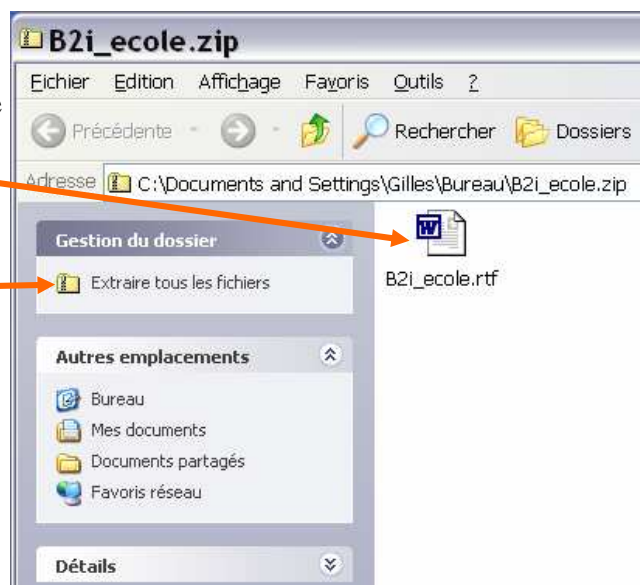 B2i_ecole.zip
Fichier Edition Affichage Favoris Outils ?
Précédente Rechercher Dossiers
Adresse C:\Documents and Settings\Gilles\Bureau\B2i_ecole.zip
Gestion du dossier
Extraire tous les fichiers
B2i_ecole.rtf
Autres emplacements
Bureau
Mes documents
Documents partagés
Favoris réseau
Détails